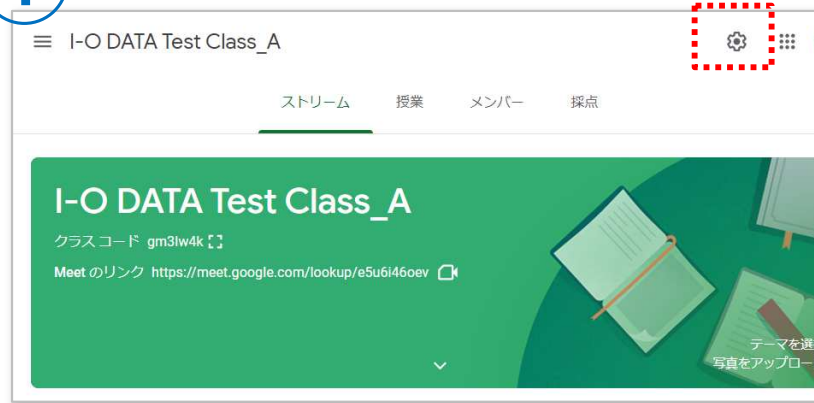 I-O DATA Test Class_A
ストリーム 授業 メンバー 採点
I-O DATA Test Class_A
クラス コード gm3lw4k
Meet のリンク https://meet.google.com/lookup/e5u6i46oev
テーマを選
写真をアップロー